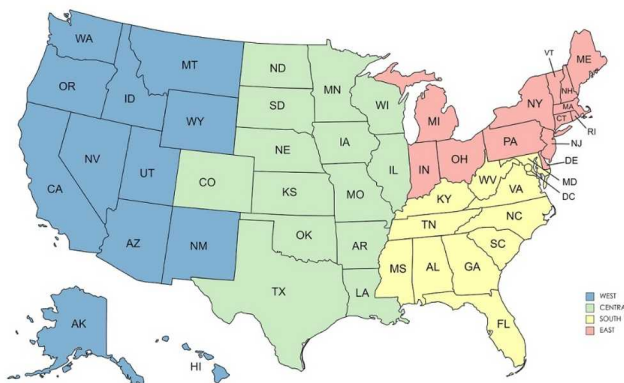 WA
MT
ND
MN
VT
ME
OR
ID
SD
WI
NH
NY
MA
WY
MI
CT
RI
IA
PA
NJ
NV
NE
OH
DE
UT
IL
IN
MD
CA
CO
KS
MO
WV
VA
DC
KY
NC
TN
AZ
NM
OK
AR
SC
MS
AL
GA
TX
LA
WEST
CENTRAL
SOUTH
EAST
FL
AK
HI